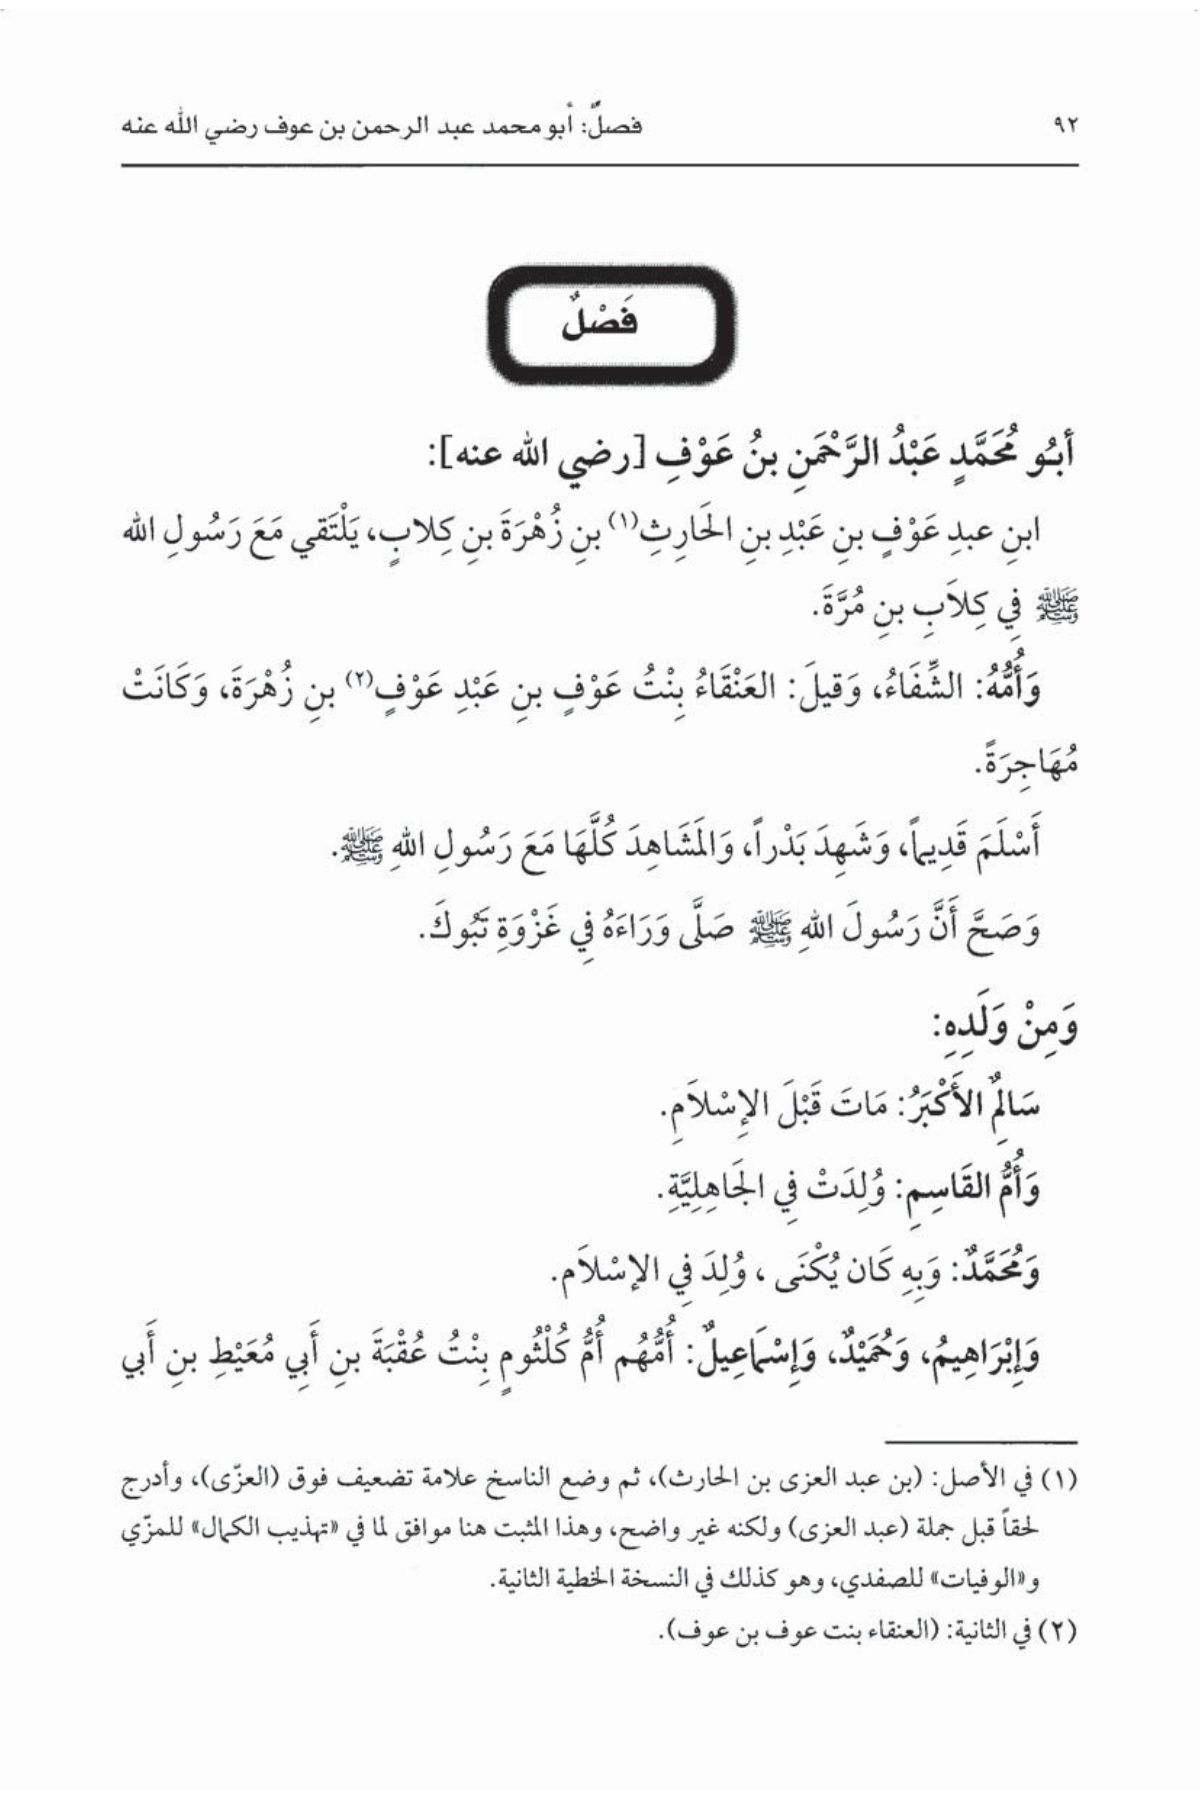 ٩٢
فصلٌ: أبو محمد عبد الرحمن بن عوف رضي الله عنه
فَصْلٌ
أبُو مُحَمَّدٍ عَبْدُ الرَّحْمَنِ بنُ عَوْفِ [رضي الله عنه]:
ابنِ عبدِ عَوْفٍ بنِ عَبْدِ بنِ الحَارِثِ(١) بنِ زُهْرَةَ بنِ كِلابٍ، يَلْتَقي مَعَ رَسُولِ الله
ﷺ فِي كِلاَبِ بنِ مُرَّةَ.
وَأُمُّهُ: الشِّفَاءُ، وَقيلَ: العَنْقَاءُ بِنْتُ عَوْفٍ بنِ عَبْدِ عَوْفٍ(٢) بنِ زُهْرَةَ، وَكَانَتْ
مُهَاجِرَةً.
أَسْلَمَ قَدِيماً، وَشَهِدَ بَدْراً، وَالمَشَاهِدَ كُلَّهَا مَعَ رَسُولِ اللهِ ﷺ.
وَصَحَّ أَنَّ رَسُولَ اللهِ ﷺ صَلَّى وَرَاءَهُ فِي غَزْوَةِ تَبُوكَ.
وَمِنْ وَلَدِهِ:
سَالِمٌ الأَكْبَرُ: مَاتَ قَبْلَ الإِسْلاَمِ.
وَأُمُّ القَاسِمِ: وُلِدَتْ فِي الجَاهِلِيَّةِ.
وَمُحَمَّدٌ: وَبِهِ كَان يُكْنَى ، وُلِدَ فِي الإسْلاَم.
وَإِبْرَاهِيمُ، وَحُمَيْدٌ، وَإِسْمَاعِيلٌ: أُمُّهُم أُمُّ كُلْثُومٍ بِنْتُ عُقْبَةَ بنِ أَبِي مُعَيْطِ بنِ أَبي
(١) في الأصل: (بن عبد العزى بن الحارث)، ثم وضع الناسخ علامة تضعيف فوق (العزّى)، وأدرج
لحقاً قبل جملة (عبد العزى) ولكنه غير واضح، وهذا المثبت هنا موافق لما في «تهذيب الكمال» للمزّي
و«الوفيات» للصفدي، وهو كذلك في النسخة الخطية الثانية.
(٢) في الثانية: (العنقاء بنت عوف بن عوف).